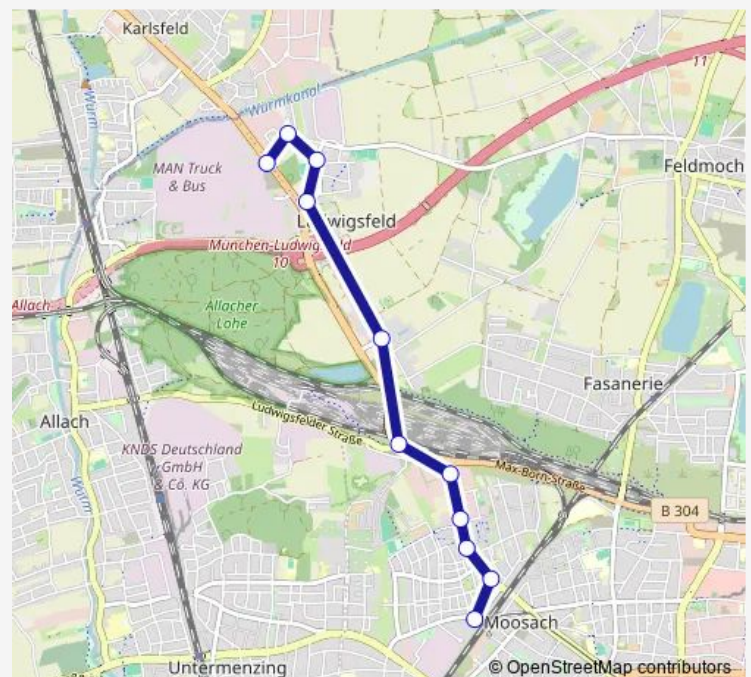 Karlsfeld
11
Würm
Würmkanal
MAN Truck
& Bus
Feldmoch
Ludwigsfeld
München-Ludwigsfeld
10
Allach
Allacher
Lohe
Fasanerie
Allach
Ludwigsfelder Straße
KNDS Deutschland
GmbH
& Co. KG
Max-Born-Straße
B 304
Würm
Moosach
Untermenzing
© OpenStreetMap contributors